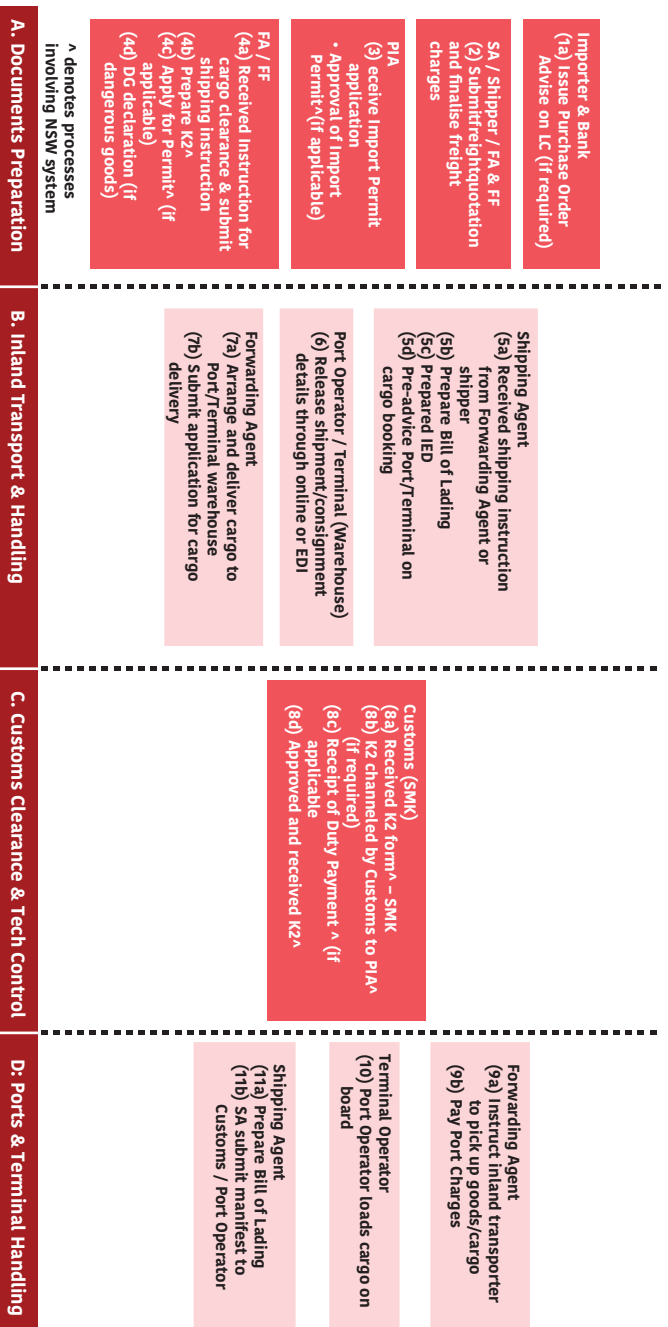 A. Documents Preparation
Importer & Bank
(1a) Issue Purchase Order
Advise on LC (if required)
SA / Shipper / FA & FF
(2) Submitfreightquotation
and finalise freight
charges
PIA
(3) eceive Import Permit
application
• Approval of Import
Permit^(if applicable)
FA / FF
(4a) Received Instruction for
cargo clearance & submit
shipping instruction
(4b) Prepare K2^
(4c) Apply for Permit^ (if
applicable)
(4d) DG declaration (if
dangerous goods)
^ denotes processes
involving NSW system
B. Inland Transport & Handling
Shipping Agent
(5a) Received shipping instruction
from Forwarding Agent or
shipper
(5b) Prepare Bill of Lading
(5c) Prepared IED
(5d) Pre-advice Port/Terminal on
cargo booking
Port Operator / Terminal (Warehouse)
(6) Release shipment/consignment
details through online or EDI
Forwarding Agent
(7a) Arrange and deliver cargo to
Port/Terminal warehouse
(7b) Submit application for cargo
delivery
C. Customs Clearance & Tech Control
Customs (SMK)
(8a) Received K2 form^ – SMK
(8b) K2 channeled by Customs to PIA^
(if required)
(8c) Receipt of Duty Payment ^ (if
applicable
(8d) Approved and received K2^
D: Ports & Terminal Handling
Forwarding Agent
(9a) Instruct inland transporter
to pick up goods/cargo
(9b) Pay Port Charges
Terminal Operator
(10) Port Operator loads cargo on
board
Shipping Agent
(11a) Prepare Bill of Lading
(11b) SA submit manifest to
Customs / Port Operator